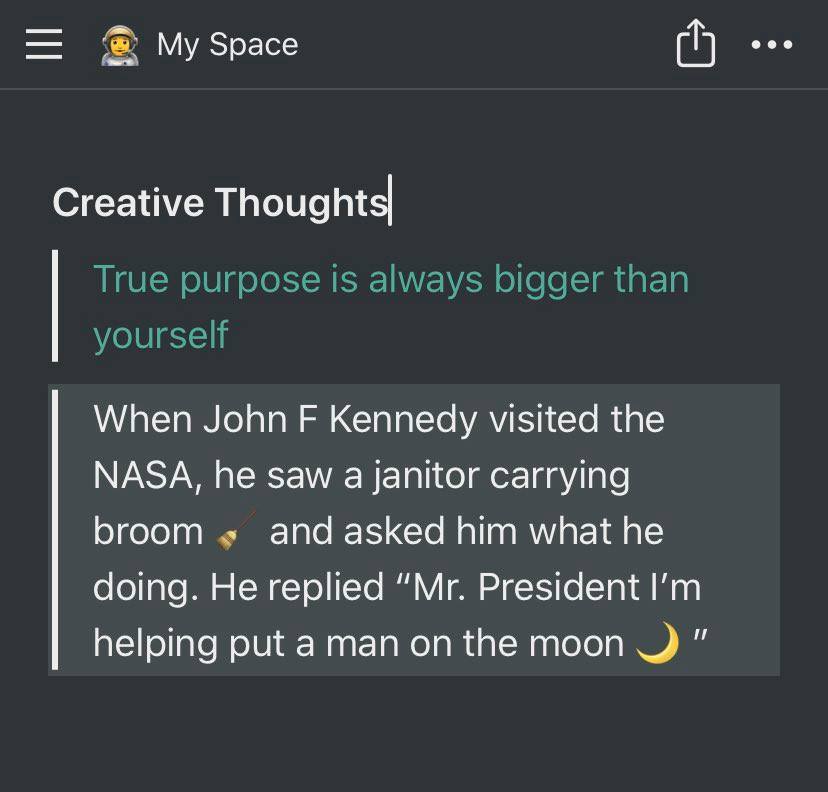 My Space
Creative Thoughts
True purpose is always bigger than
yourself
When John F Kennedy visited the
NASA, he saw a janitor carrying
broom 🧹 and asked him what he
doing. He replied “Mr. President I’m
helping put a man on the moon 🌙 ”